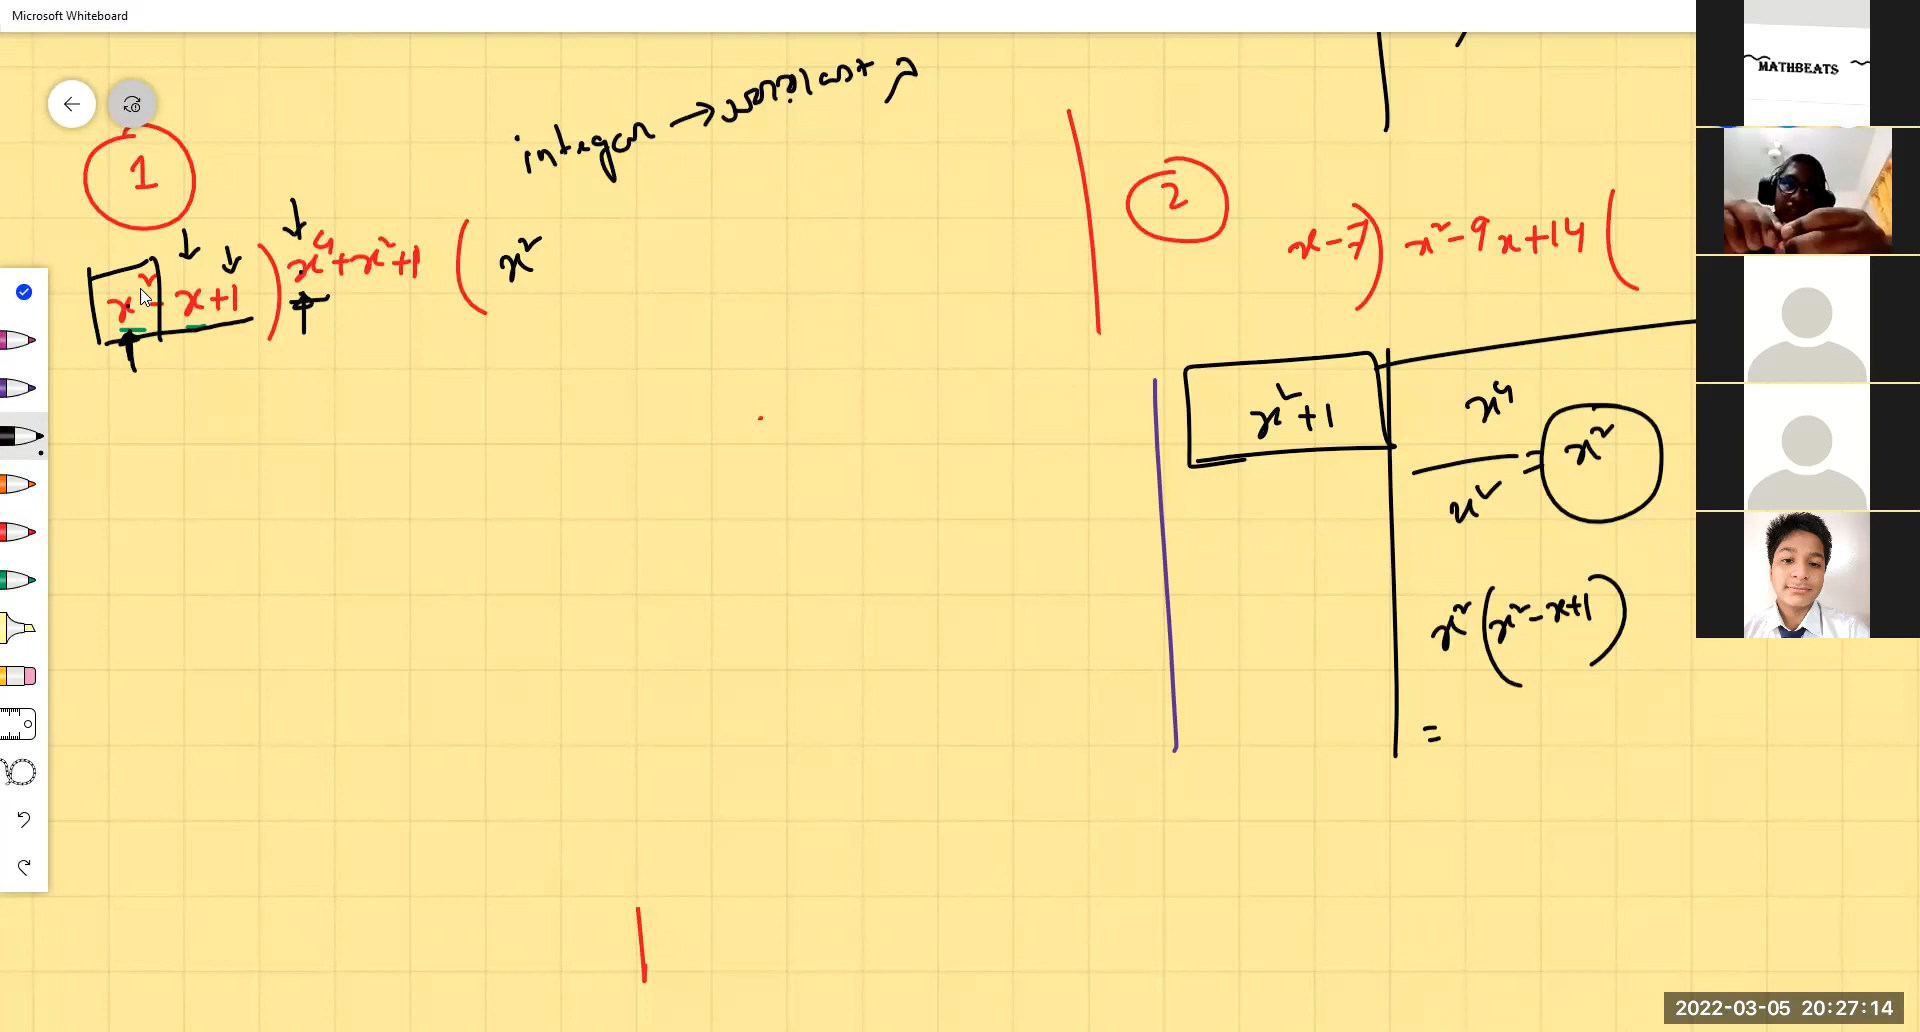 Microsoft Whiteboard
MATHBEATS
integer →
1
x² - x + 1 ) x⁴ + x² + 1 ( x²
2
x - 7 ) x² - 9x + 14 (
x² + 1
x⁴
— = x²
x²
x² ( x² - x + 1 )
=
2022-03-05 20:27:14